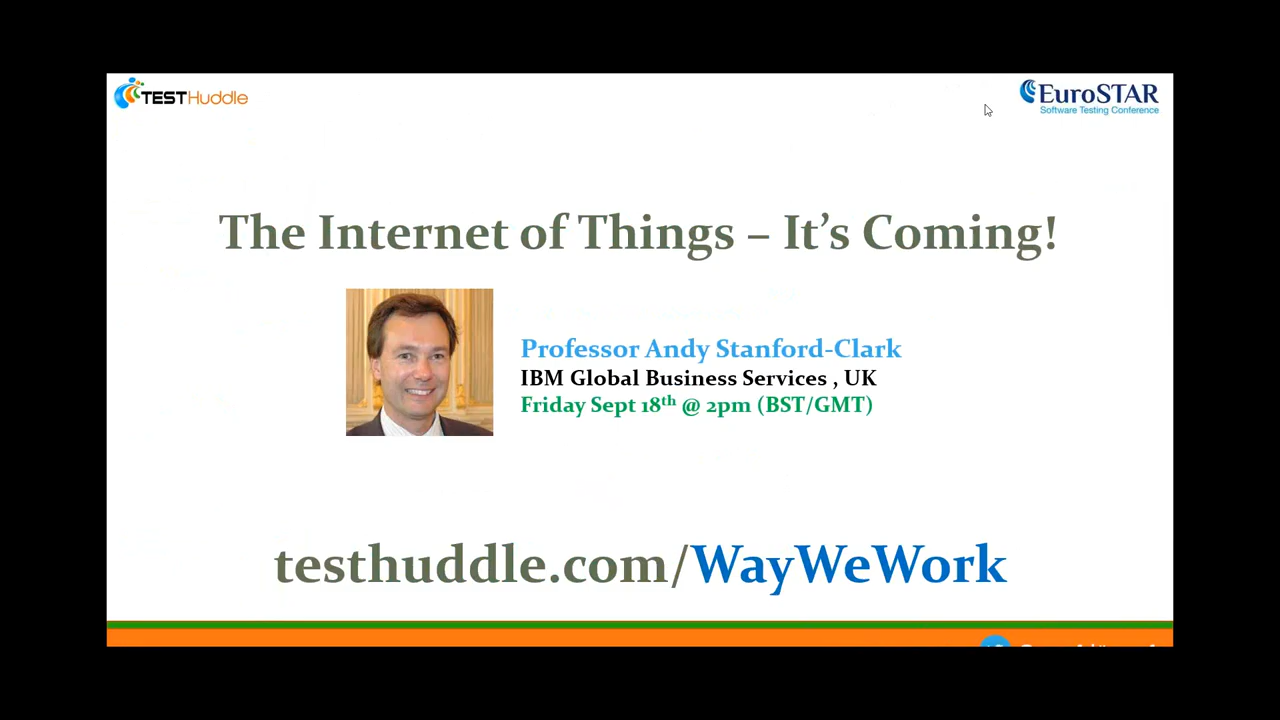 TESTHuddle
EuroSTAR
Software Testing Conference
The Internet of Things – It’s Coming!
Professor Andy Stanford-Clark
IBM Global Business Services , UK
Friday Sept 18th @ 2pm (BST/GMT)
testhuddle.com/WayWeWork